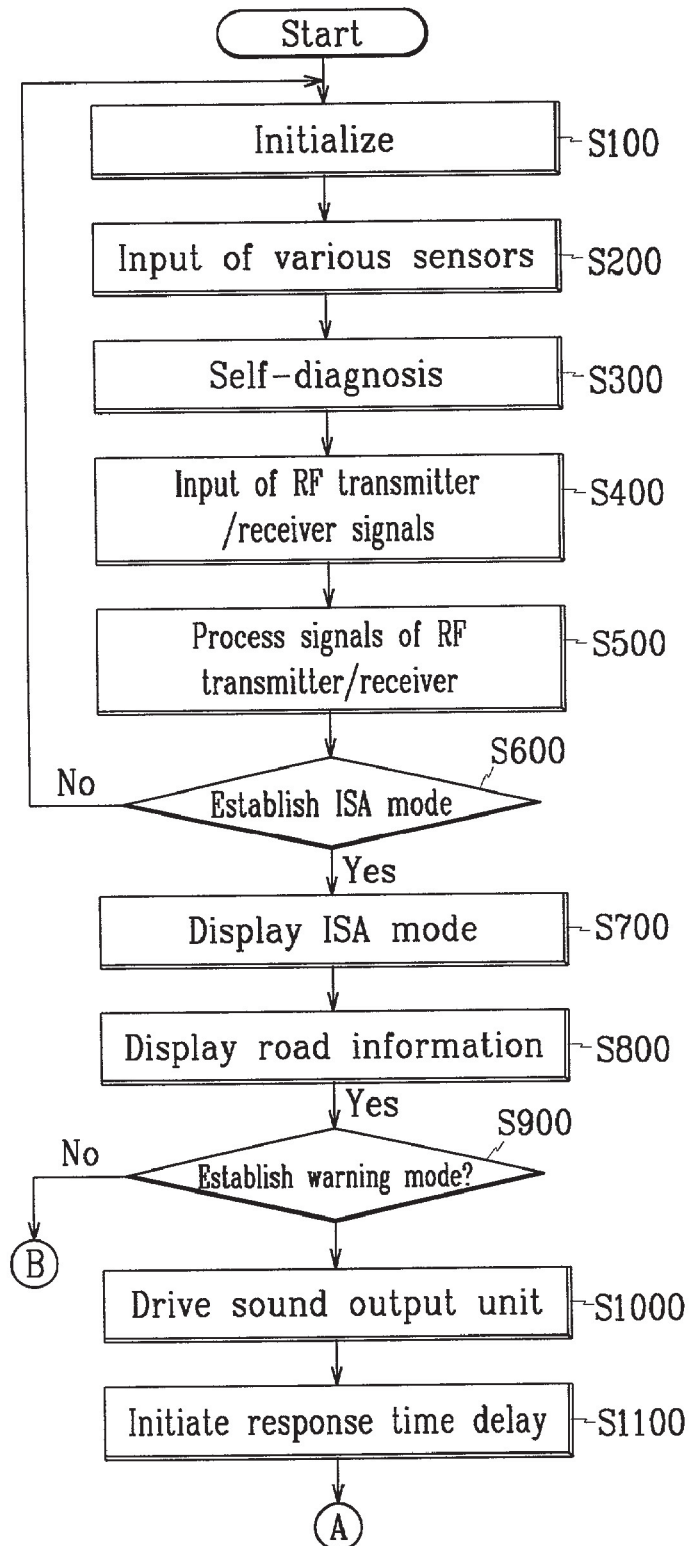 Start
Initialize
S100
Input of various sensors
S200
Self-diagnosis
S300
Input of RF transmitter
/receiver signals
S400
Process signals of RF
transmitter/receiver
S500
S600
No
Establish ISA mode
Yes
Display ISA mode
S700
Display road information
S800
Yes
S900
No
Establish warning mode?
B
Drive sound output unit
S1000
Initiate response time delay
S1100
A